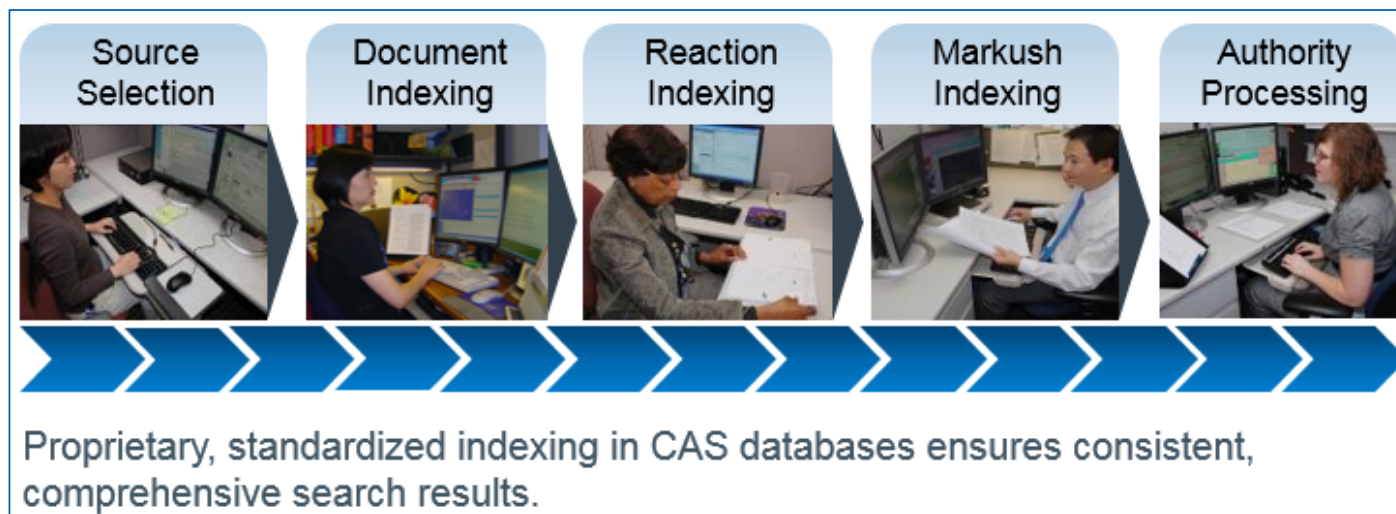 Source
Selection
Document
Indexing
Reaction
Indexing
Markush
Indexing
Authority
Processing
Proprietary, standardized indexing in CAS databases ensures consistent,
comprehensive search results.